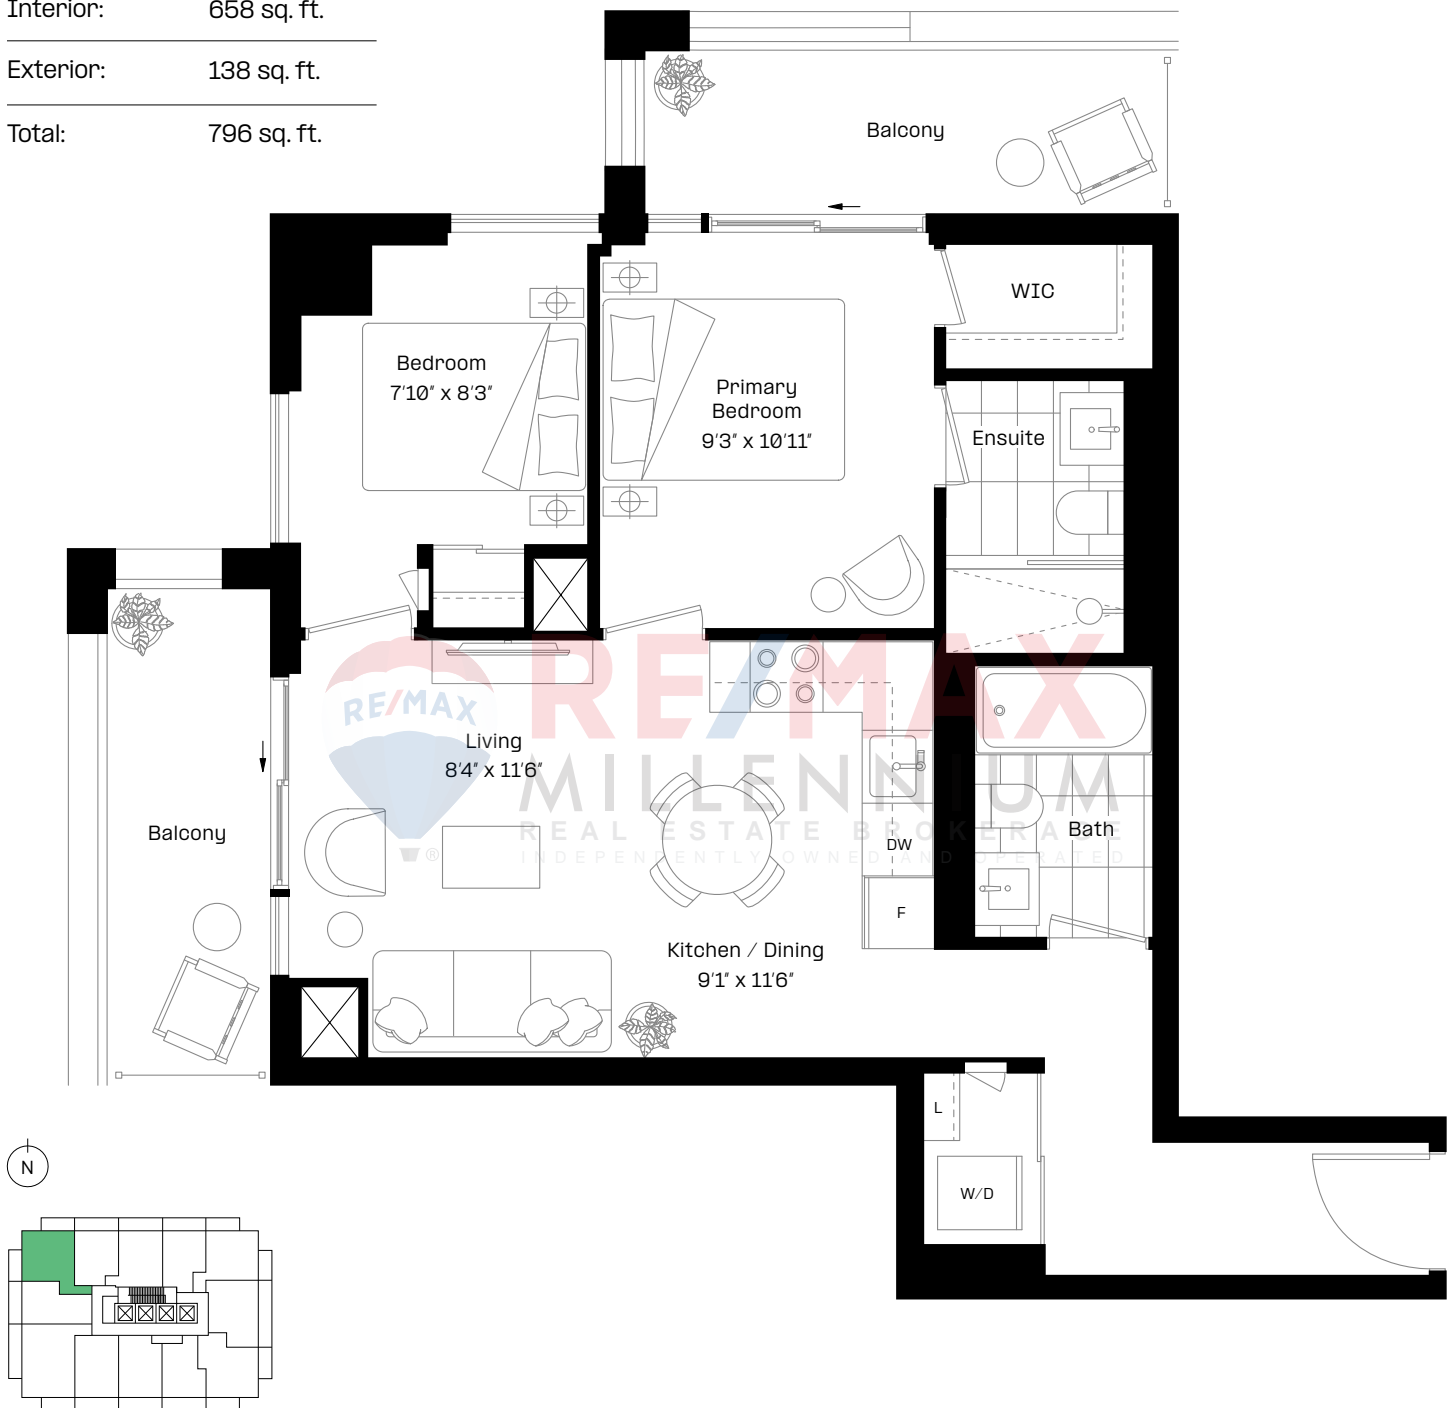 Interior: 658 sq. ft.
Exterior: 138 sq. ft.
Total: 796 sq. ft.
Balcony
WIC
Bedroom
7'10" x 8'3"
Primary
Bedroom
9'3" x 10'11"
Ensuite
RE/MAX
RE/MAX
MILLENNIUM
REAL ESTATE BROKERAGE
INDEPENDENTLY OWNED AND OPERATED
®
Living
8'4" x 11'6"
Balcony
Bath
DW
F
Kitchen / Dining
9'1" x 11'6"
L
W/D
N